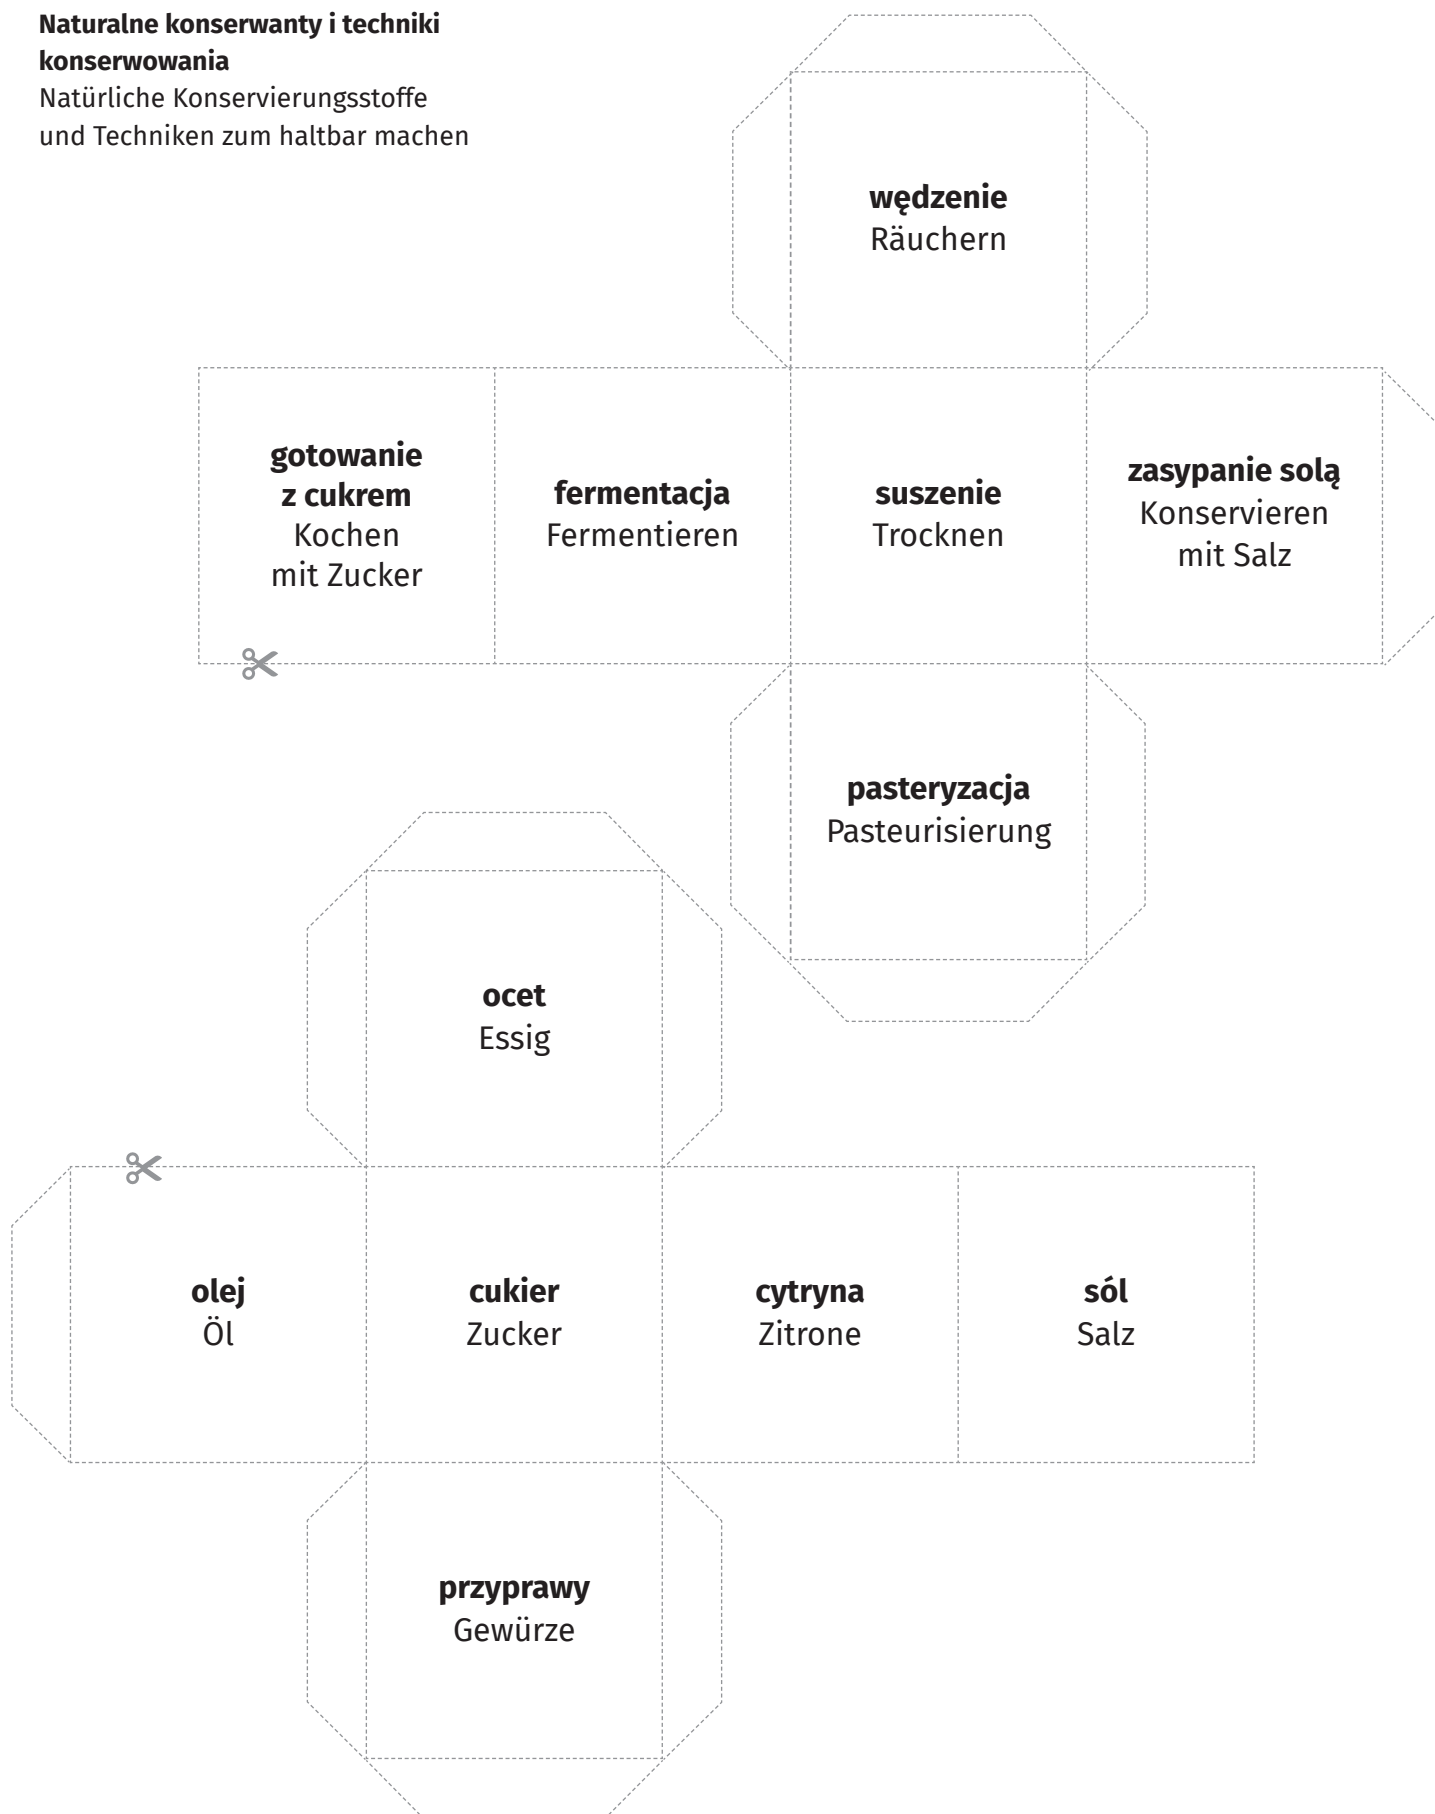 Naturalne konserwanty i techniki
konserwowania
Natürliche Konservierungsstoffe
und Techniken zum haltbar machen
wędzenie
Räuchern
gotowanie
z cukrem
Kochen
mit Zucker
fermentacja
Fermentieren
suszenie
Trocknen
zasypanie solą
Konservieren
mit Salz
pasteryzacja
Pasteurisierung
ocet
Essig
olej
Öl
cukier
Zucker
cytryna
Zitrone
sól
Salz
przyprawy
Gewürze